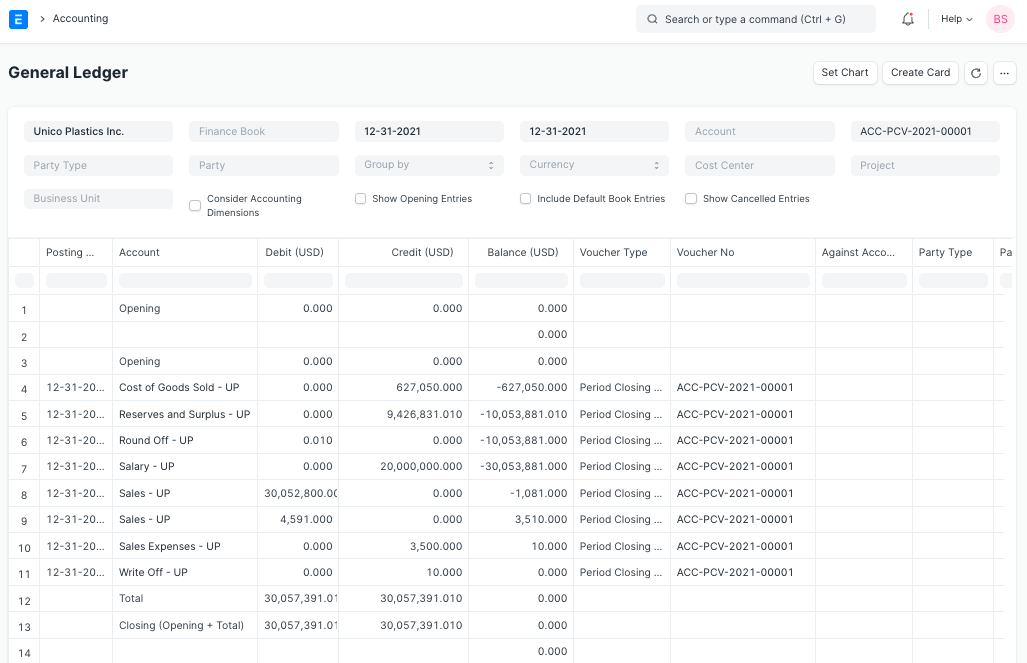 E > Accounting Search or type a command (Ctrl + G) Help BS
General Ledger Set Chart Create Card ...
Unico Plastics Inc. Finance Book 12-31-2021 12-31-2021 Account ACC-PCV-2021-00001
Party Type Party Group by Currency Cost Center Project
Business Unit Consider Accounting Dimensions Show Opening Entries Include Default Book Entries Show Cancelled Entries
Posting ... Account Debit (USD) Credit (USD) Balance (USD) Voucher Type Voucher No Against Acco... Party Type Pa
1 Opening 0.000 0.000 0.000
2 0.000
3 Opening 0.000 0.000 0.000
4 12-31-20... Cost of Goods Sold - UP 0.000 627,050.000 -627,050.000 Period Closing ... ACC-PCV-2021-00001
5 12-31-20... Reserves and Surplus - UP 0.000 9,426,831.010 -10,053,881.010 Period Closing ... ACC-PCV-2021-00001
6 12-31-20... Round Off - UP 0.010 0.000 -10,053,881.000 Period Closing ... ACC-PCV-2021-00001
7 12-31-20... Salary - UP 0.000 20,000,000.000 -30,053,881.000 Period Closing ... ACC-PCV-2021-00001
8 12-31-20... Sales - UP 30,052,800.00 0.000 -1,081.000 Period Closing ... ACC-PCV-2021-00001
9 12-31-20... Sales - UP 4,591.000 0.000 3,510.000 Period Closing ... ACC-PCV-2021-00001
10 12-31-20... Sales Expenses - UP 0.000 3,500.000 10.000 Period Closing ... ACC-PCV-2021-00001
11 12-31-20... Write Off - UP 0.000 10.000 0.000 Period Closing ... ACC-PCV-2021-00001
12 Total 30,057,391.01 30,057,391.010 0.000
13 Closing (Opening + Total) 30,057,391.01 30,057,391.010 0.000
14 0.000